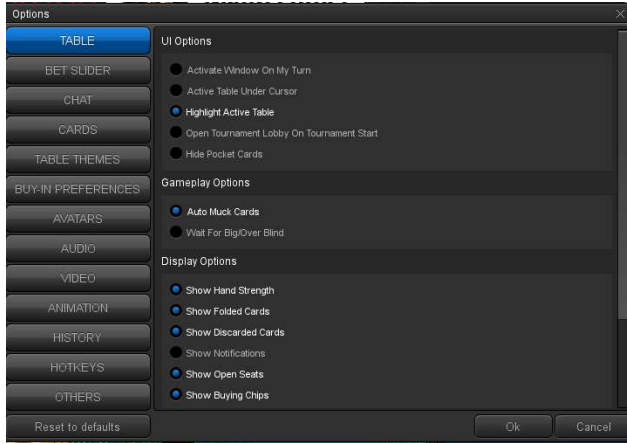 Options
TABLE
BET SLIDER
CHAT
CARDS
TABLE THEMES
BUY-IN PREFERENCES
AVATARS
AUDIO
VIDEO
ANIMATION
HISTORY
HOTKEYS
OTHERS
Reset to defaults
UI Options
Activate Window On My Turn
Active Table Under Cursor
Highlight Active Table
Open Tournament Lobby On Tournament Start
Hide Pocket Cards
Gameplay Options
Auto Muck Cards
Wait For Big/Over Blind
Display Options
Show Hand Strength
Show Folded Cards
Show Discarded Cards
Show Notifications
Show Open Seats
Show Buying Chips
Ok
Cancel